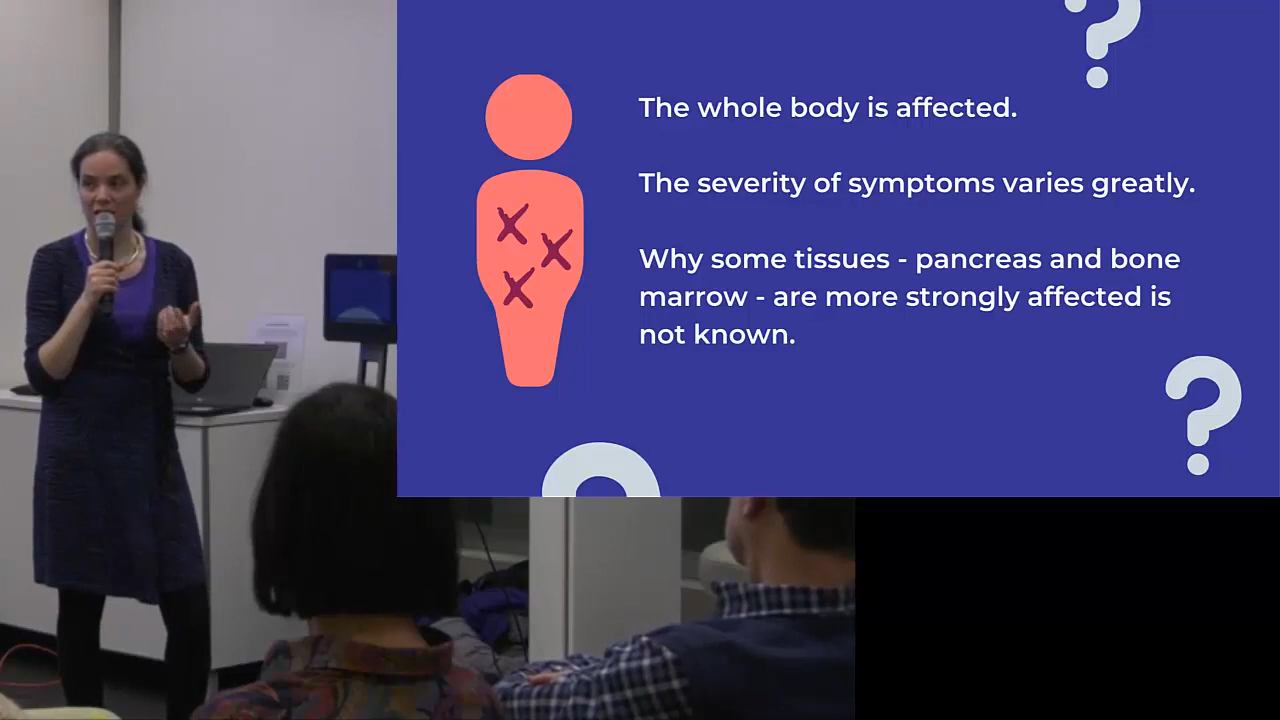 The whole body is affected.
The severity of symptoms varies greatly.
Why some tissues - pancreas and bone
marrow - are more strongly affected is
not known.
?
?
?